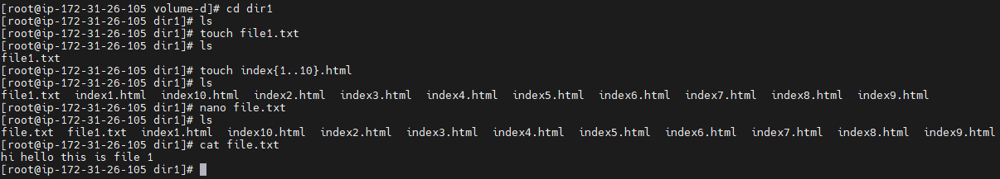 [root@ip-172-31-26-105 volume-d]# cd dir1
[root@ip-172-31-26-105 dir1]# ls
[root@ip-172-31-26-105 dir1]# touch file1.txt
[root@ip-172-31-26-105 dir1]# ls
file1.txt
[root@ip-172-31-26-105 dir1]# touch index{1..10}.html
[root@ip-172-31-26-105 dir1]# ls
file1.txt  index1.html  index10.html  index2.html  index3.html  index4.html  index5.html  index6.html  index7.html  index8.html  index9.html
[root@ip-172-31-26-105 dir1]# nano file.txt
[root@ip-172-31-26-105 dir1]# ls
file.txt  file1.txt  index1.html  index10.html  index2.html  index3.html  index4.html  index5.html  index6.html  index7.html  index8.html  index9.html
[root@ip-172-31-26-105 dir1]# cat file.txt
hi hello this is file 1
[root@ip-172-31-26-105 dir1]#